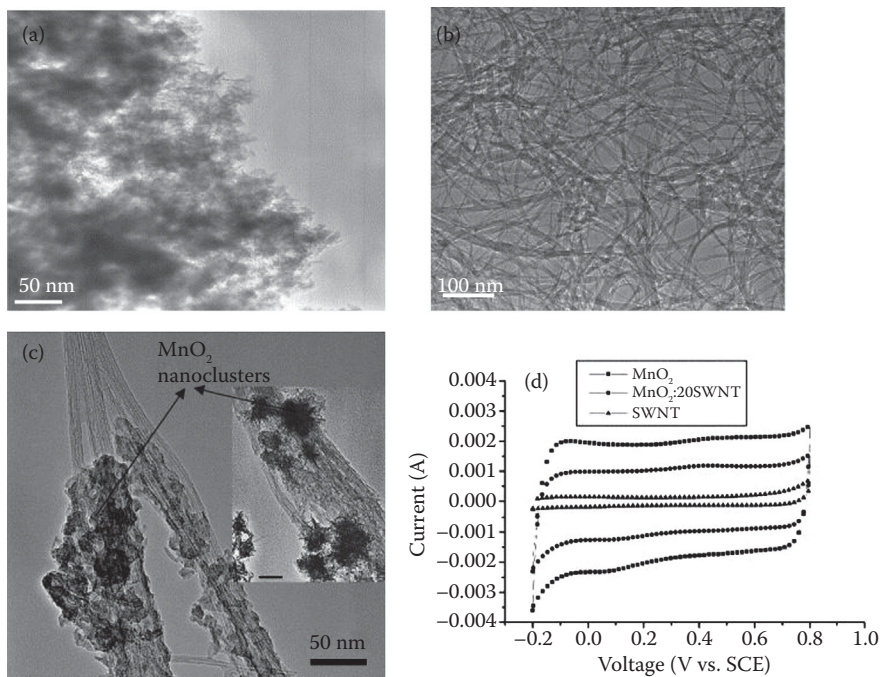 (a)
50 nm
(b)
100 nm
(c)
MnO₂
nanoclusters
50 nm
(d)
MnO₂
MnO₂:20SWNT
SWNT
0.004
0.003
0.002
0.001
0.000
−0.001
−0.002
−0.003
−0.004
Current (A)
−0.2 0.0 0.2 0.4 0.6 0.8 1.0
Voltage (V vs. SCE)